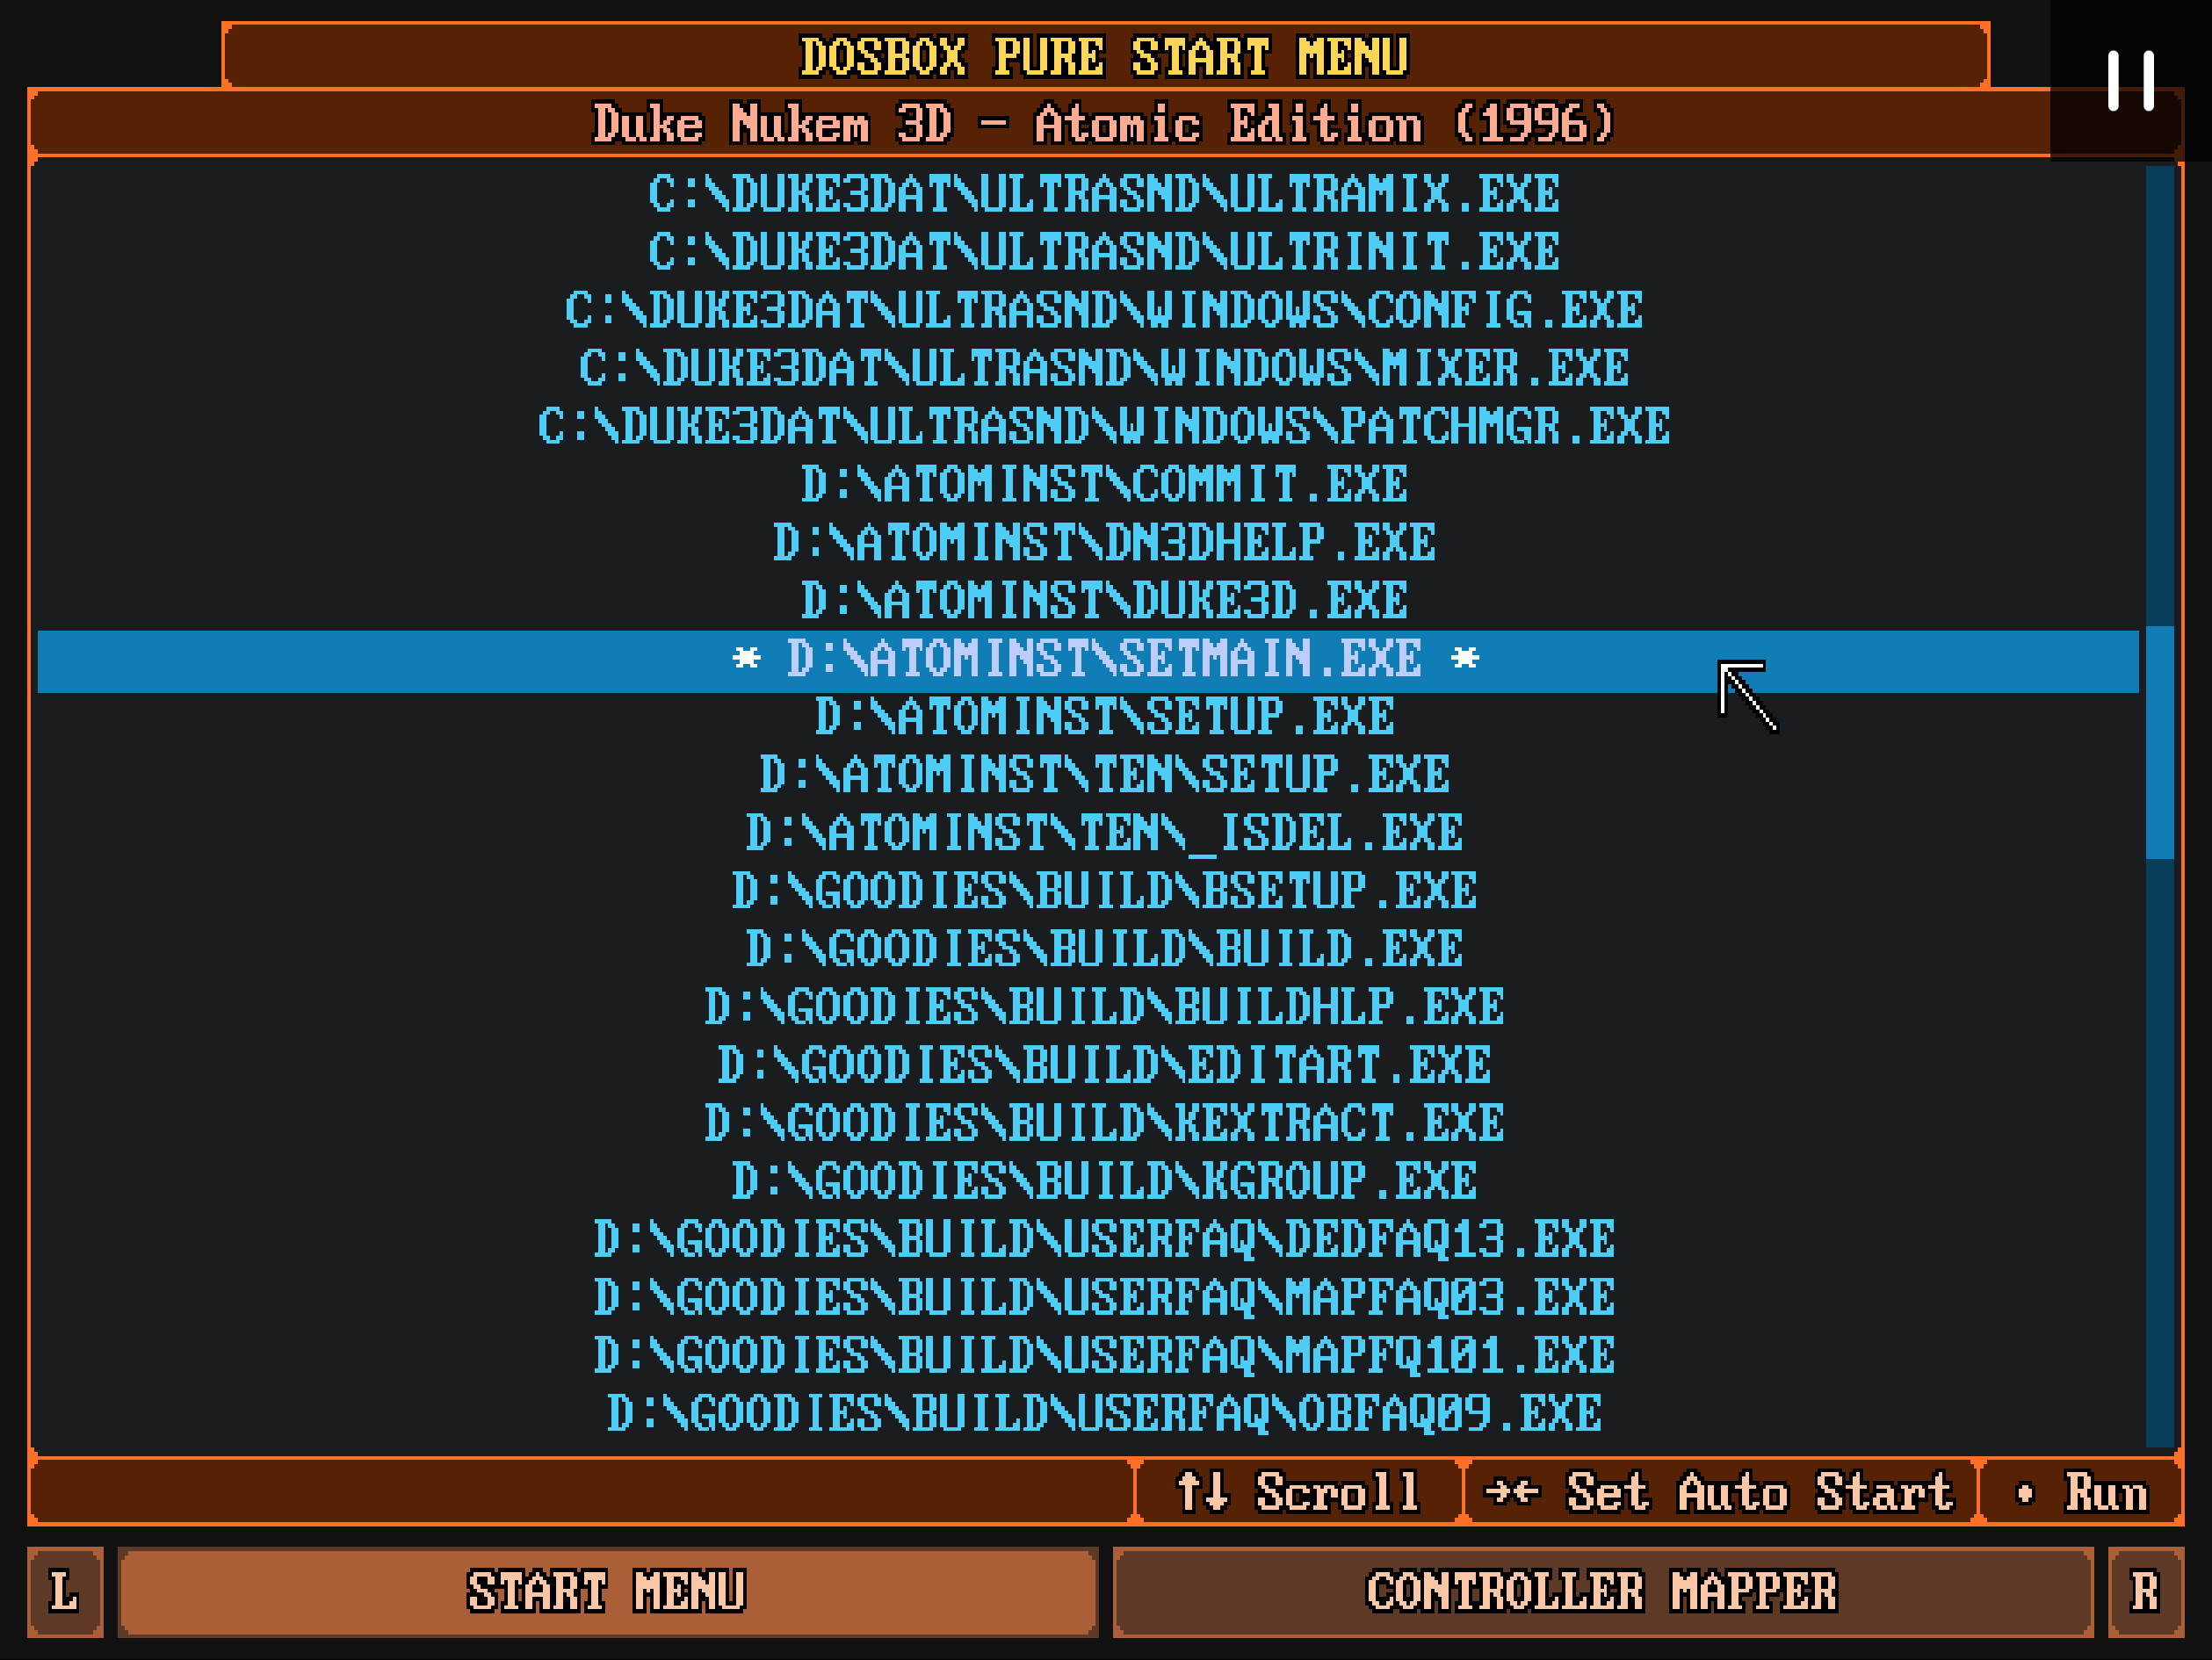 DOSBOX PURE START MENU
Duke Nukem 3D - Atomic Edition (1996)
C:\DUKE3DAT\ULTRASND\ULTRAMIX.EXE
C:\DUKE3DAT\ULTRASND\ULTRINIT.EXE
C:\DUKE3DAT\ULTRASND\WINDOWS\CONFIG.EXE
C:\DUKE3DAT\ULTRASND\WINDOWS\MIXER.EXE
C:\DUKE3DAT\ULTRASND\WINDOWS\PATCHMGR.EXE
D:\ATOMINST\COMMIT.EXE
D:\ATOMINST\DN3DHELP.EXE
D:\ATOMINST\DUKE3D.EXE
* D:\ATOMINST\SETMAIN.EXE *
D:\ATOMINST\SETUP.EXE
D:\ATOMINST\TEN\SETUP.EXE
D:\ATOMINST\TEN\_ISDEL.EXE
D:\GOODIES\BUILD\BSETUP.EXE
D:\GOODIES\BUILD\BUILD.EXE
D:\GOODIES\BUILD\BUILDHLP.EXE
D:\GOODIES\BUILD\EDITART.EXE
D:\GOODIES\BUILD\KEXTRACT.EXE
D:\GOODIES\BUILD\KGROUP.EXE
D:\GOODIES\BUILD\USERFAQ\DEDFAQ13.EXE
D:\GOODIES\BUILD\USERFAQ\MAPFAQ03.EXE
D:\GOODIES\BUILD\USERFAQ\MAPFQ101.EXE
D:\GOODIES\BUILD\USERFAQ\OBFAQ09.EXE
↑↓ Scroll →← Set Auto Start • Run
L START MENU CONTROLLER MAPPER R